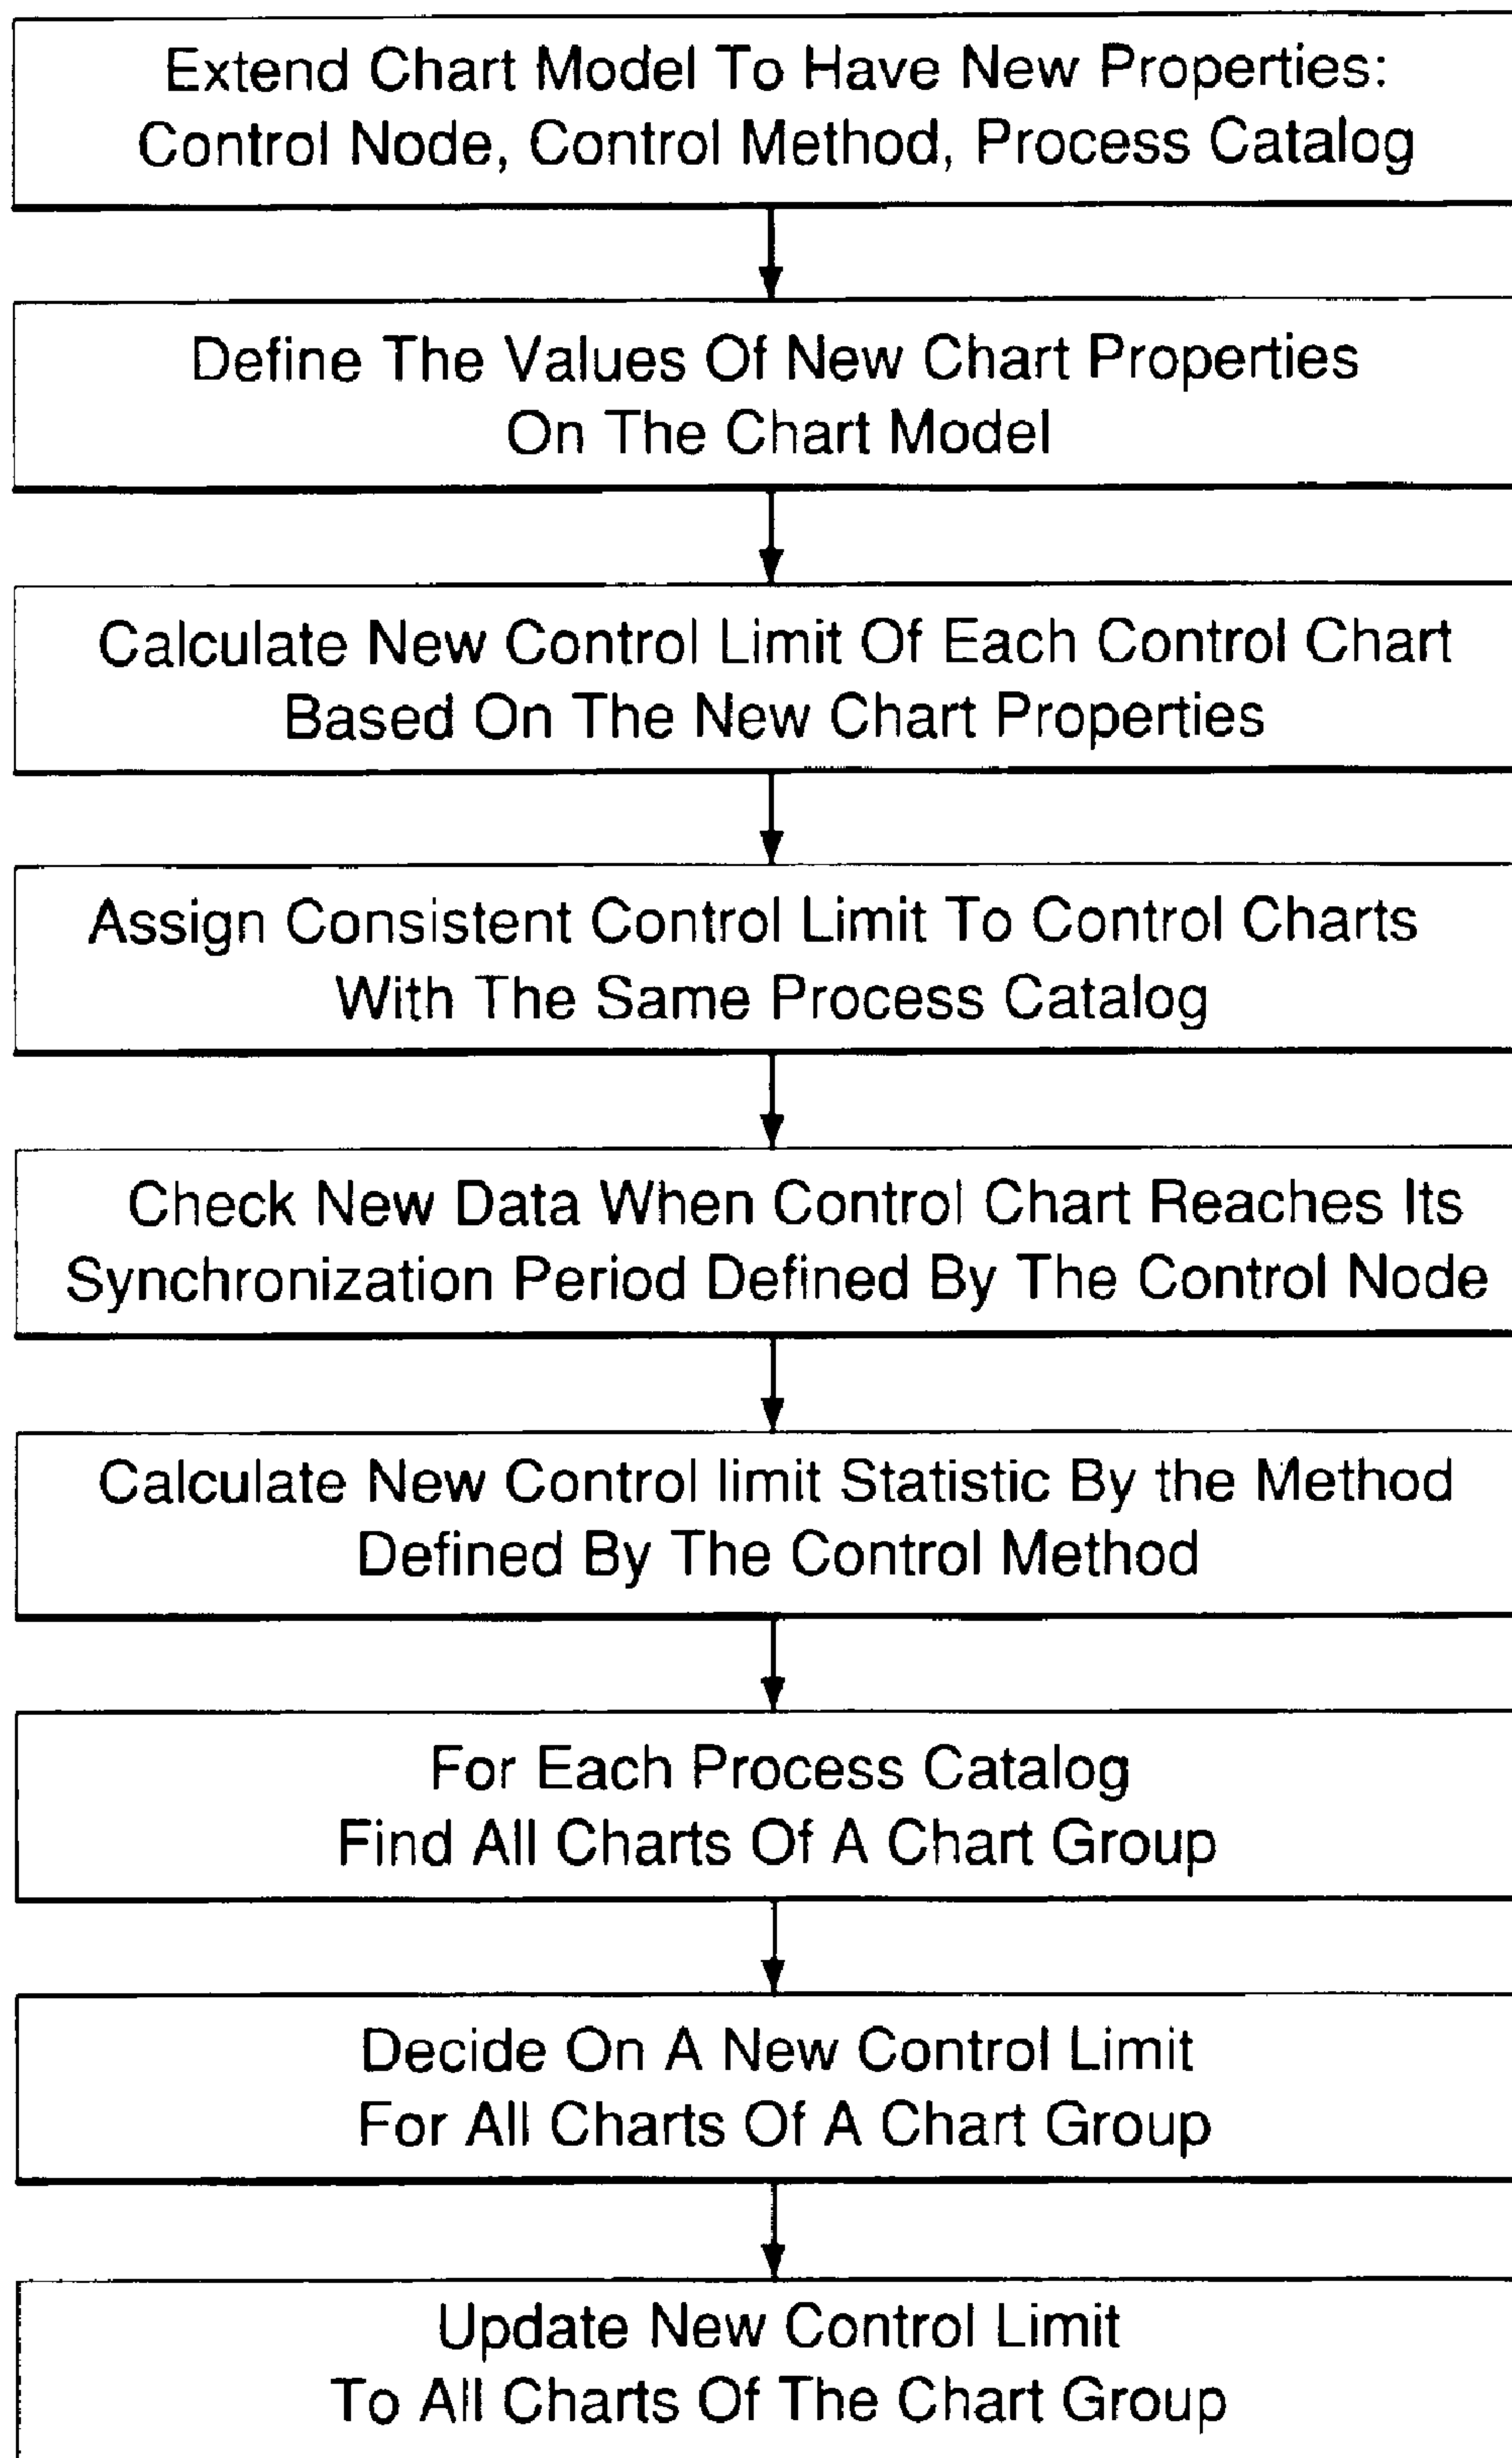 Extend Chart Model To Have New Properties:
Control Node, Control Method, Process Catalog
Define The Values Of New Chart Properties
On The Chart Model
Calculate New Control Limit Of Each Control Chart
Based On The New Chart Properties
Assign Consistent Control Limit To Control Charts
With The Same Process Catalog
Check New Data When Control Chart Reaches Its
Synchronization Period Defined By The Control Node
Calculate New Control limit Statistic By the Method
Defined By The Control Method
For Each Process Catalog
Find All Charts Of A Chart Group
Decide On A New Control Limit
For All Charts Of A Chart Group
Update New Control Limit
To All Charts Of The Chart Group